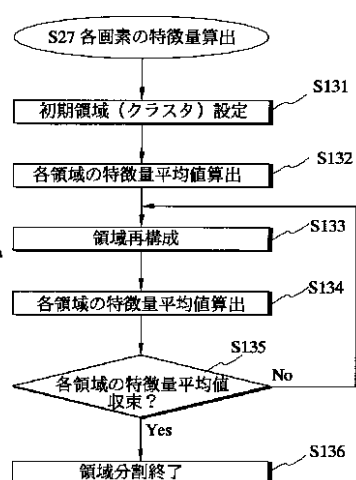 S27 各画素の特徴量算出
S131
初期領域（クラスタ）設定
S132
各領域の特徴量平均値算出
S133
領域再構成
S134
各領域の特徴量平均値算出
S135
各領域の特徴量平均値
収束？
No
Yes
S136
領域分割終了